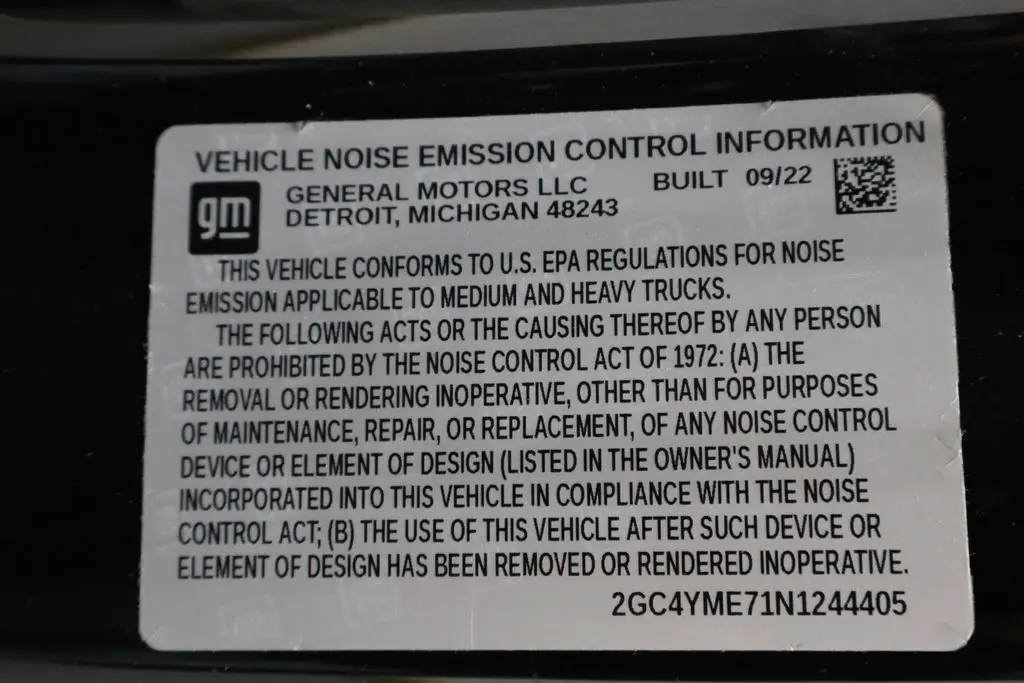 VEHICLE NOISE EMISSION CONTROL INFORMATION
gm
GENERAL MOTORS LLC BUILT 09/22
DETROIT, MICHIGAN 48243
THIS VEHICLE CONFORMS TO U.S. EPA REGULATIONS FOR NOISE
EMISSION APPLICABLE TO MEDIUM AND HEAVY TRUCKS.
THE FOLLOWING ACTS OR THE CAUSING THEREOF BY ANY PERSON
ARE PROHIBITED BY THE NOISE CONTROL ACT OF 1972: (A) THE
REMOVAL OR RENDERING INOPERATIVE, OTHER THAN FOR PURPOSES
OF MAINTENANCE, REPAIR, OR REPLACEMENT, OF ANY NOISE CONTROL
DEVICE OR ELEMENT OF DESIGN (LISTED IN THE OWNER'S MANUAL)
INCORPORATED INTO THIS VEHICLE IN COMPLIANCE WITH THE NOISE
CONTROL ACT; (B) THE USE OF THIS VEHICLE AFTER SUCH DEVICE OR
ELEMENT OF DESIGN HAS BEEN REMOVED OR RENDERED INOPERATIVE.
2GC4YME71N1244405